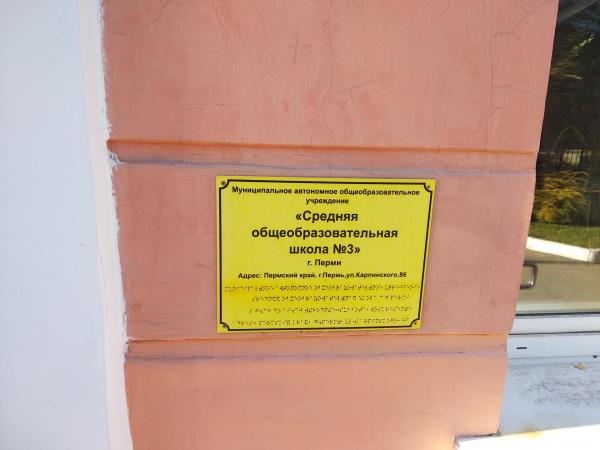 Муниципальное автономное общеобразовательное
учреждение
«Средняя
общеобразовательная
школа №3»
г. Перми
Адрес: Пермский край, г.Пермь,ул.Карпинского,86